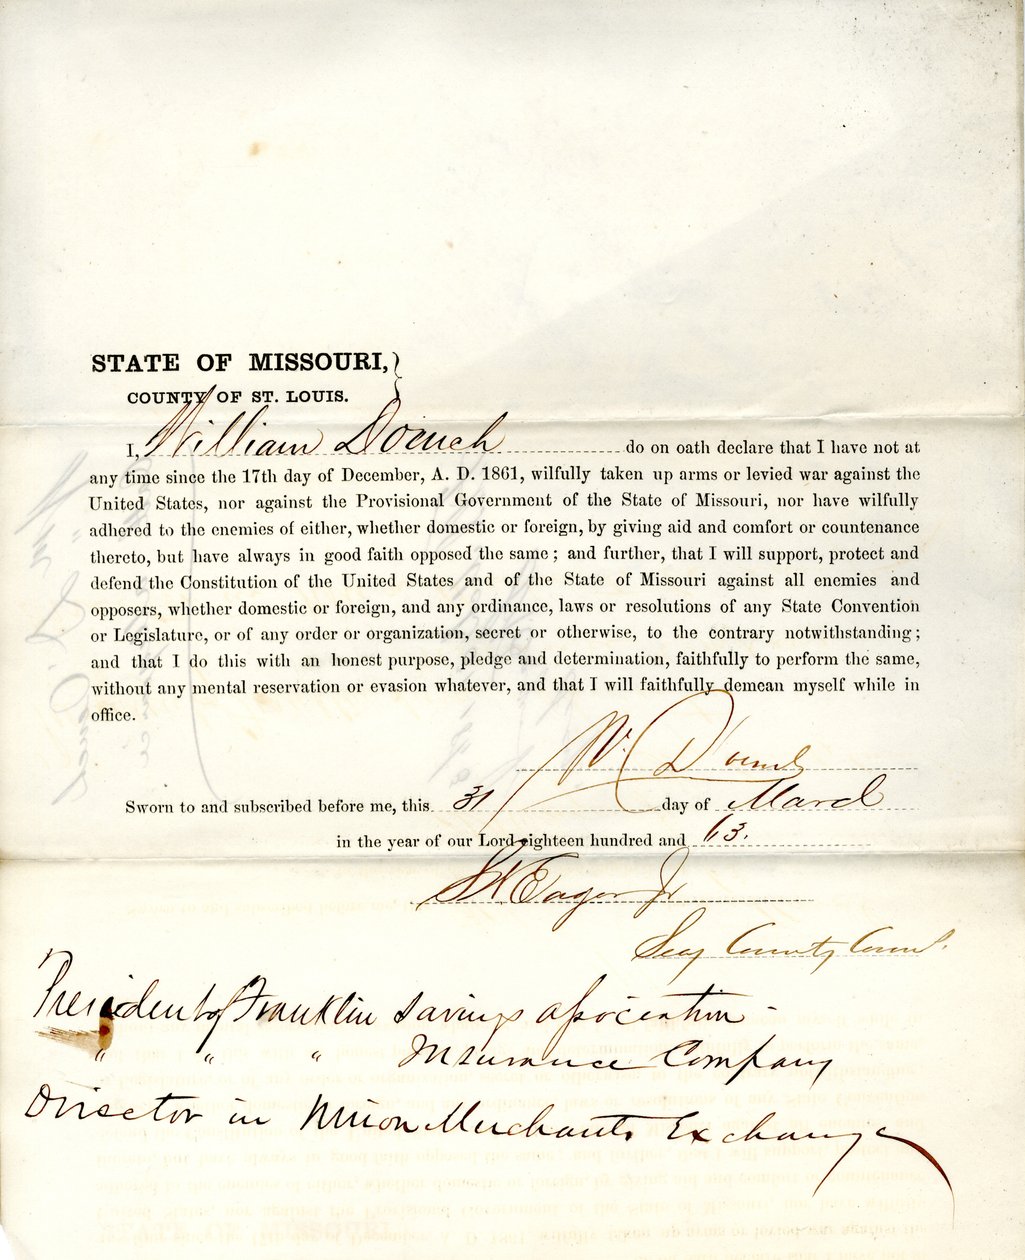 STATE OF MISSOURI,
COUNTY OF ST. LOUIS.
I, William Doench do on oath declare that I have not at
any time since the 17th day of December, A. D. 1861, wilfully taken up arms or levied war against the
United States, nor against the Provisional Government of the State of Missouri, nor have wilfully
adhered to the enemies of either, whether domestic or foreign, by giving aid and comfort or countenance
thereto, but have always in good faith opposed the same; and further, that I will support, protect and
defend the Constitution of the United States and of the State of Missouri against all enemies and
opposers, whether domestic or foreign, and any ordinance, laws or resolutions of any State Convention
or Legislature, or of any order or organization, secret or otherwise, to the contrary notwithstanding;
and that I do this with an honest purpose, pledge and determination, faithfully to perform the same,
without any mental reservation or evasion whatever, and that I will faithfully demean myself while in
office.
W. Doench
Sworn to and subscribed before me, this 31 day of March
in the year of our Lord eighteen hundred and 63.
S W Eager Jr
Secy County Comt.
President of Franklin Savings association -
" " " Insurance Company
Director in Union Merchants Exchange